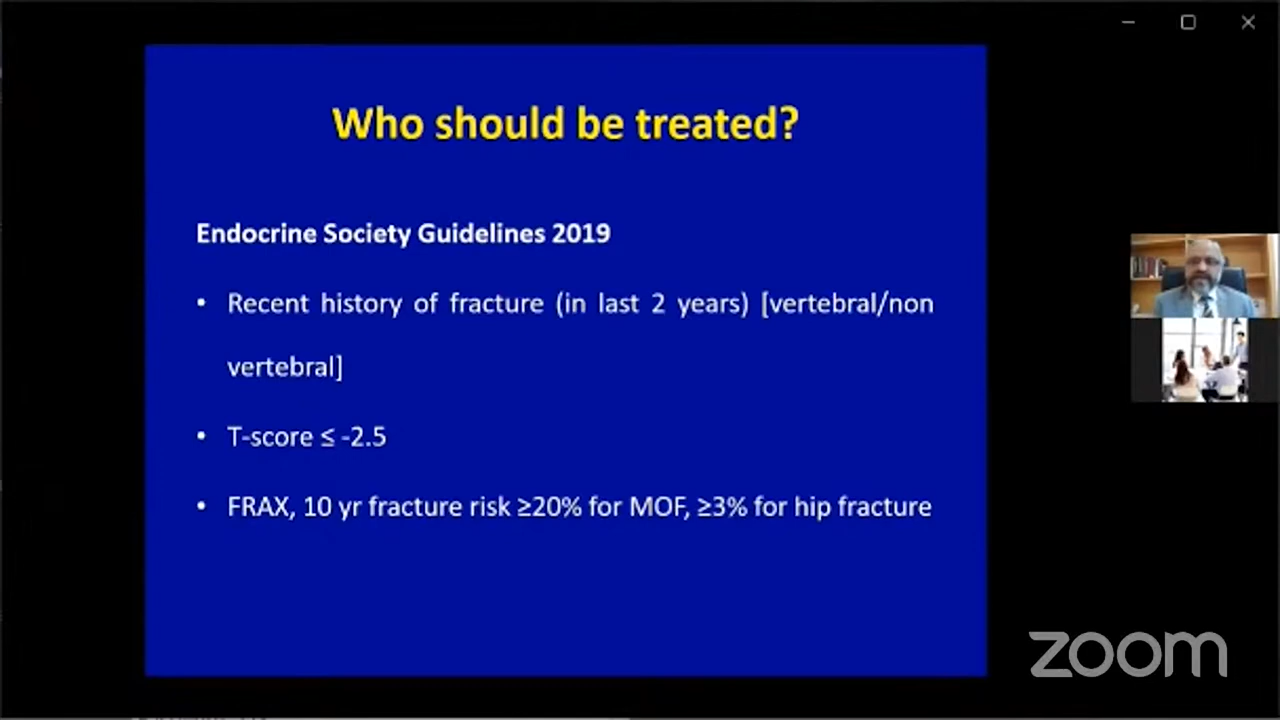 Who should be treated?
Endocrine Society Guidelines 2019
• Recent history of fracture (in last 2 years) [vertebral/non
vertebral]
• T-score ≤ -2.5
• FRAX, 10 yr fracture risk ≥20% for MOF, ≥3% for hip fracture
zoom